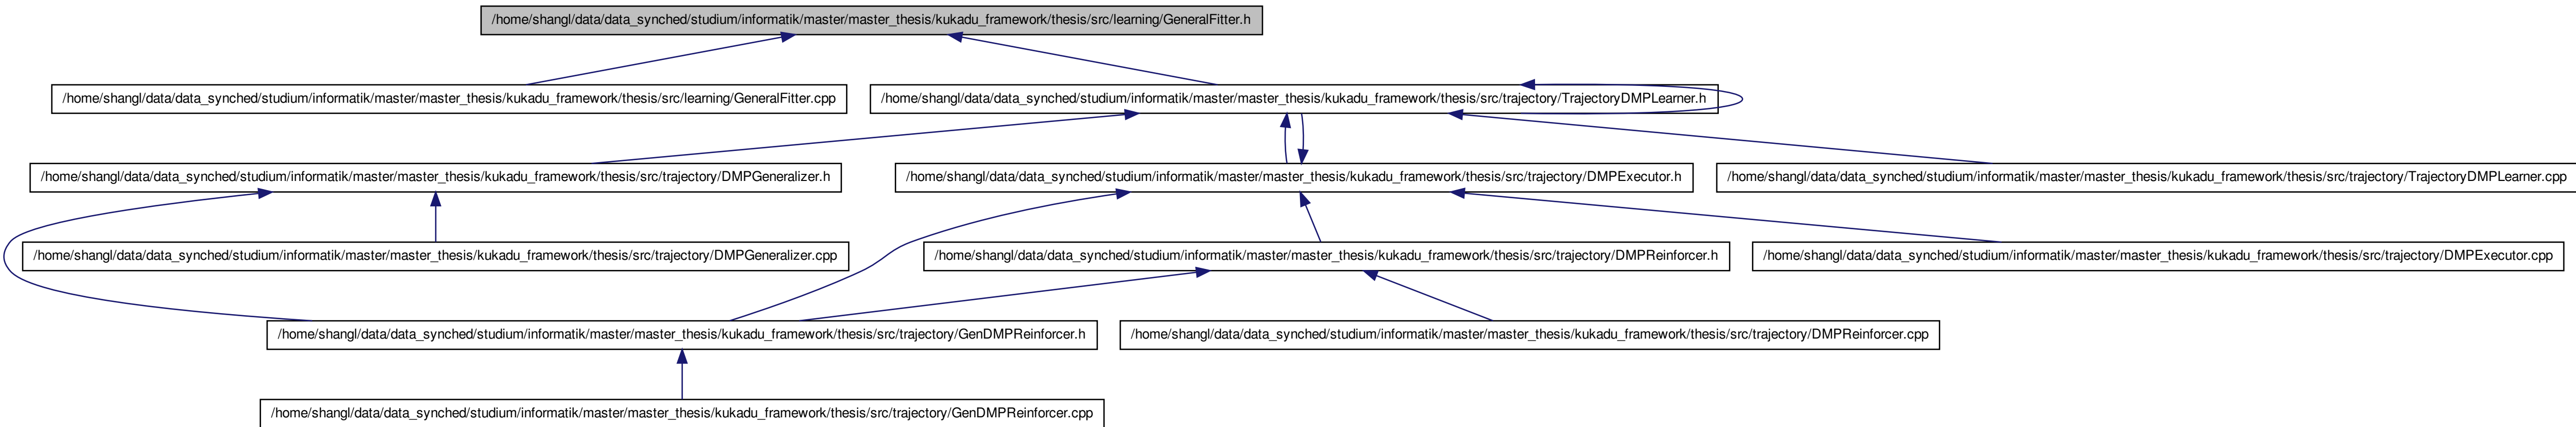 /home/shangl/data/data_synched/studium/informatik/master/master_thesis/kukadu_framework/thesis/src/learning/GeneralFitter.h
/home/shangl/data/data_synched/studium/informatik/master/master_thesis/kukadu_framework/thesis/src/learning/GeneralFitter.cpp
/home/shangl/data/data_synched/studium/informatik/master/master_thesis/kukadu_framework/thesis/src/trajectory/TrajectoryDMPLearner.h
/home/shangl/data/data_synched/studium/informatik/master/master_thesis/kukadu_framework/thesis/src/trajectory/DMPGeneralizer.h
/home/shangl/data/data_synched/studium/informatik/master/master_thesis/kukadu_framework/thesis/src/trajectory/DMPExecutor.h
/home/shangl/data/data_synched/studium/informatik/master/master_thesis/kukadu_framework/thesis/src/trajectory/TrajectoryDMPLearner.cpp
/home/shangl/data/data_synched/studium/informatik/master/master_thesis/kukadu_framework/thesis/src/trajectory/DMPGeneralizer.cpp
/home/shangl/data/data_synched/studium/informatik/master/master_thesis/kukadu_framework/thesis/src/trajectory/DMPReinforcer.h
/home/shangl/data/data_synched/studium/informatik/master/master_thesis/kukadu_framework/thesis/src/trajectory/DMPExecutor.cpp
/home/shangl/data/data_synched/studium/informatik/master/master_thesis/kukadu_framework/thesis/src/trajectory/GenDMPReinforcer.h
/home/shangl/data/data_synched/studium/informatik/master/master_thesis/kukadu_framework/thesis/src/trajectory/DMPReinforcer.cpp
/home/shangl/data/data_synched/studium/informatik/master/master_thesis/kukadu_framework/thesis/src/trajectory/GenDMPReinforcer.cpp